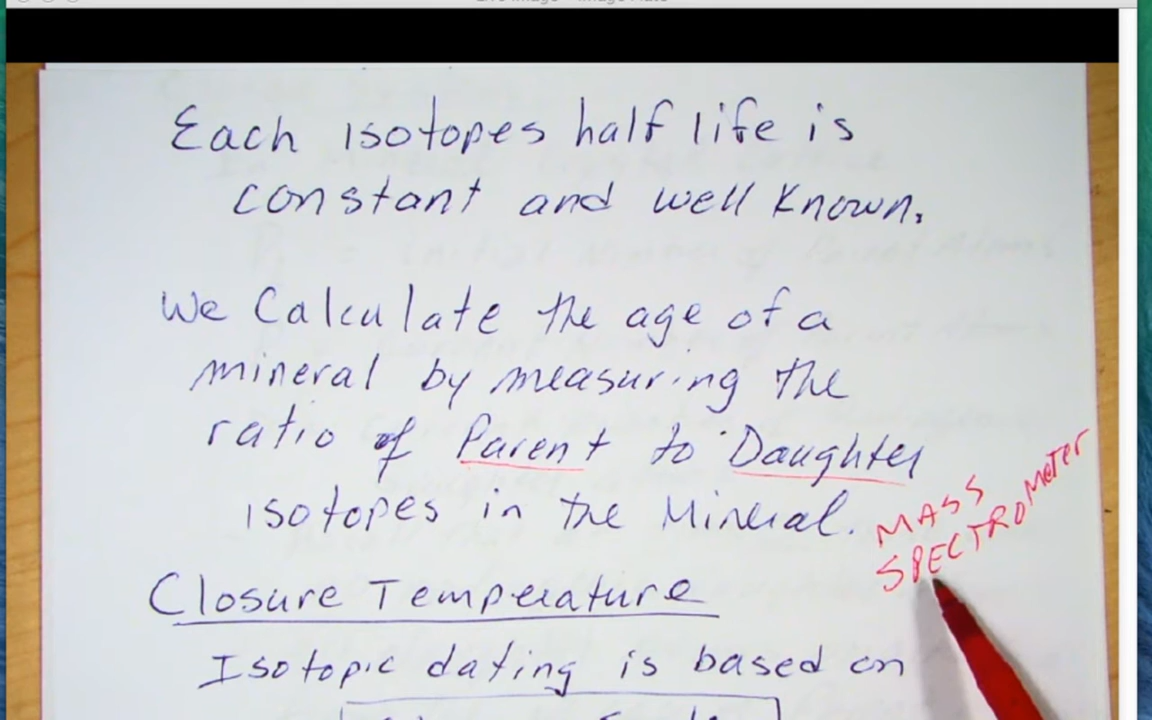 Each isotopes half life is
constant and well known.
We Calculate the age of a
mineral by measuring the
ratio of Parent to Daughter
isotopes in the Mineral.
MASS
SPECTROMeTer
Closure Temperature
Isotopic dating is based on